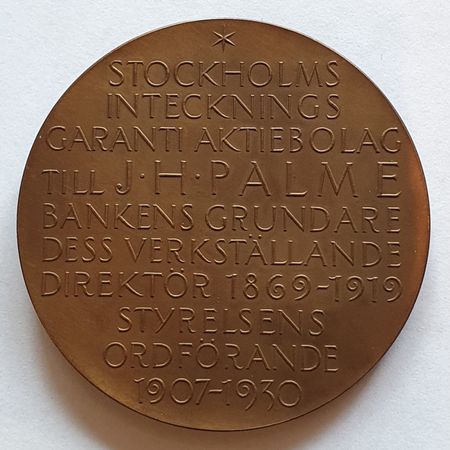 STOCKHOLMS
INTECKNINGS
GARANTI AKTIEBOLAG
TILL J·H·PALME
BANKENS GRUNDARE
DESS VERKSTÄLLANDE
DIREKTÖR 1869-1919
STYRELSENS
ORDFÖRANDE
1907-1930